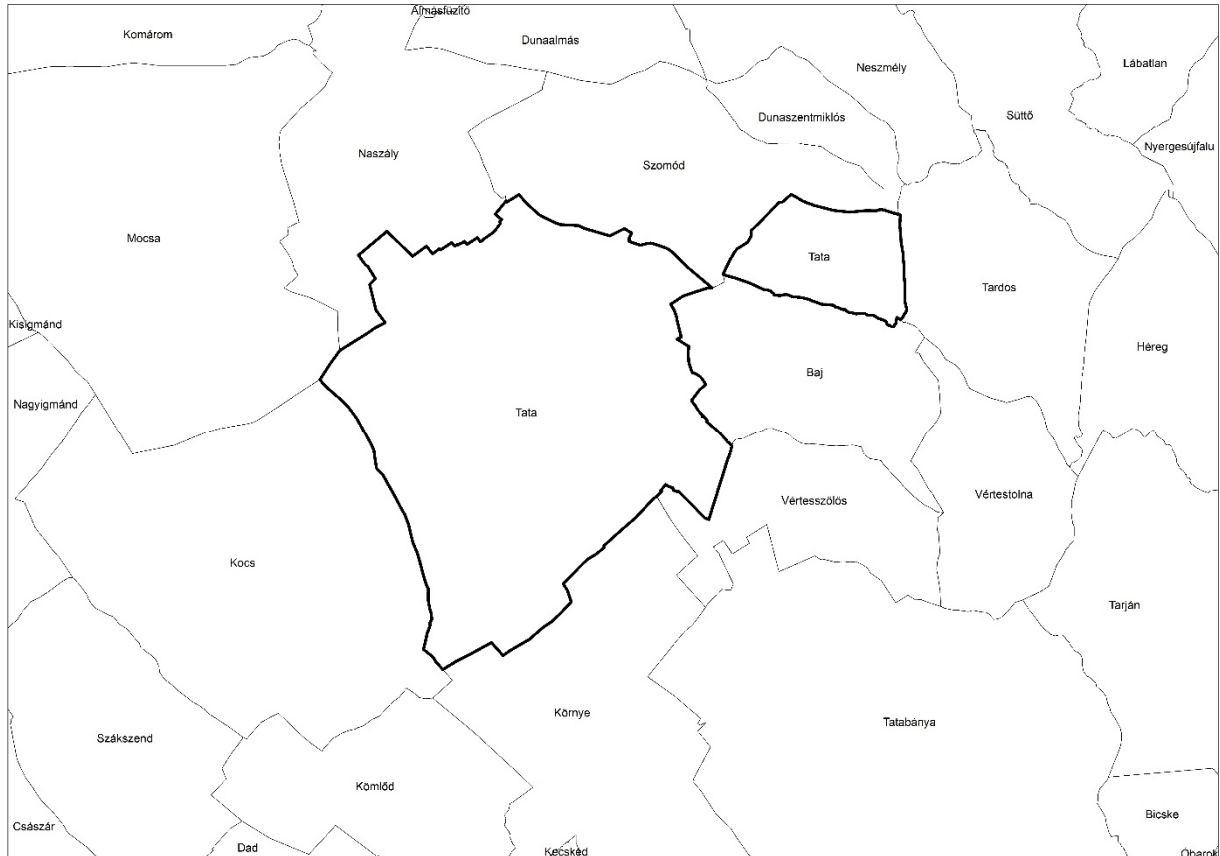 Almásfüzitő
Komárom
Dunaalmás
Neszmély
Lábatlan
Süttő
Dunaszentmiklós
Nyergesújfalu
Naszály
Szomód
Mocsa
Tata
Tardos
Kisigmánd
Héreg
Baj
Nagyigmánd
Tata
Vértestolna
Vértesszőlős
Kocs
Tarján
Környe
Tatabánya
Szákszend
Kömlőd
Bicske
Császár
Dad
Kecskéd
Óbarok